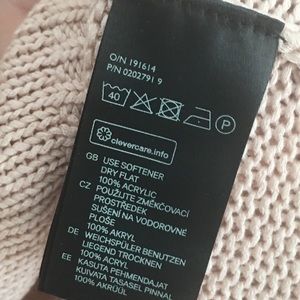 O/N 191614
P/N 0202791 9
40 P
clevercare.info
GB USE SOFTENER
DRY FLAT
100% ACRYLIC
CZ POUŽIJTE ZMĚKČOVACÍ
PROSTŘEDEK
SUŠENÍ NA VODOROVNÉ
PLOŠE
100% AKRYL
DE WEICHSPÜLER BENUTZEN
LIEGEND TROCKNEN
100% ACRYL
EE KASUTA PEHMENDAJAT
KUIVATA TASASEL PINNAL
100% AKRÜÜL